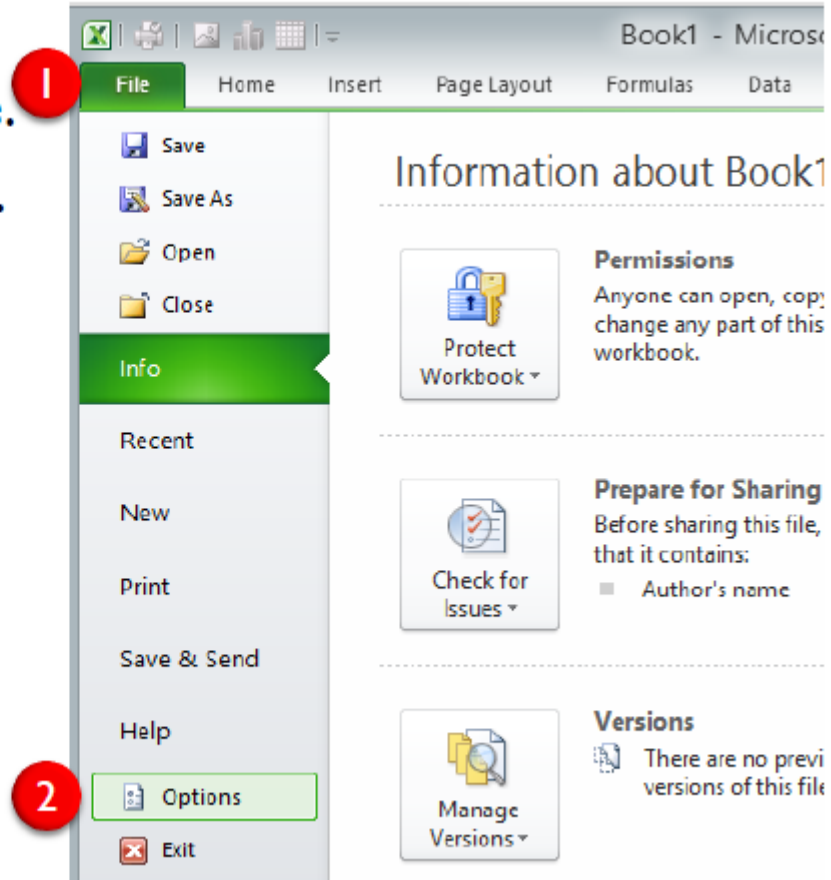 Book1 - Microso
1
File Home Insert Page Layout Formulas Data
Save
Save As
Open
Close
Info
Recent
New
Print
Save & Send
Help
2
Options
Exit
Information about Book1
Protect
Workbook
Permissions
Anyone can open, copy
change any part of this
workbook.
Check for
Issues
Prepare for Sharing
Before sharing this file,
that it contains:
Author's name
Manage
Versions
Versions
There are no previ
versions of this file